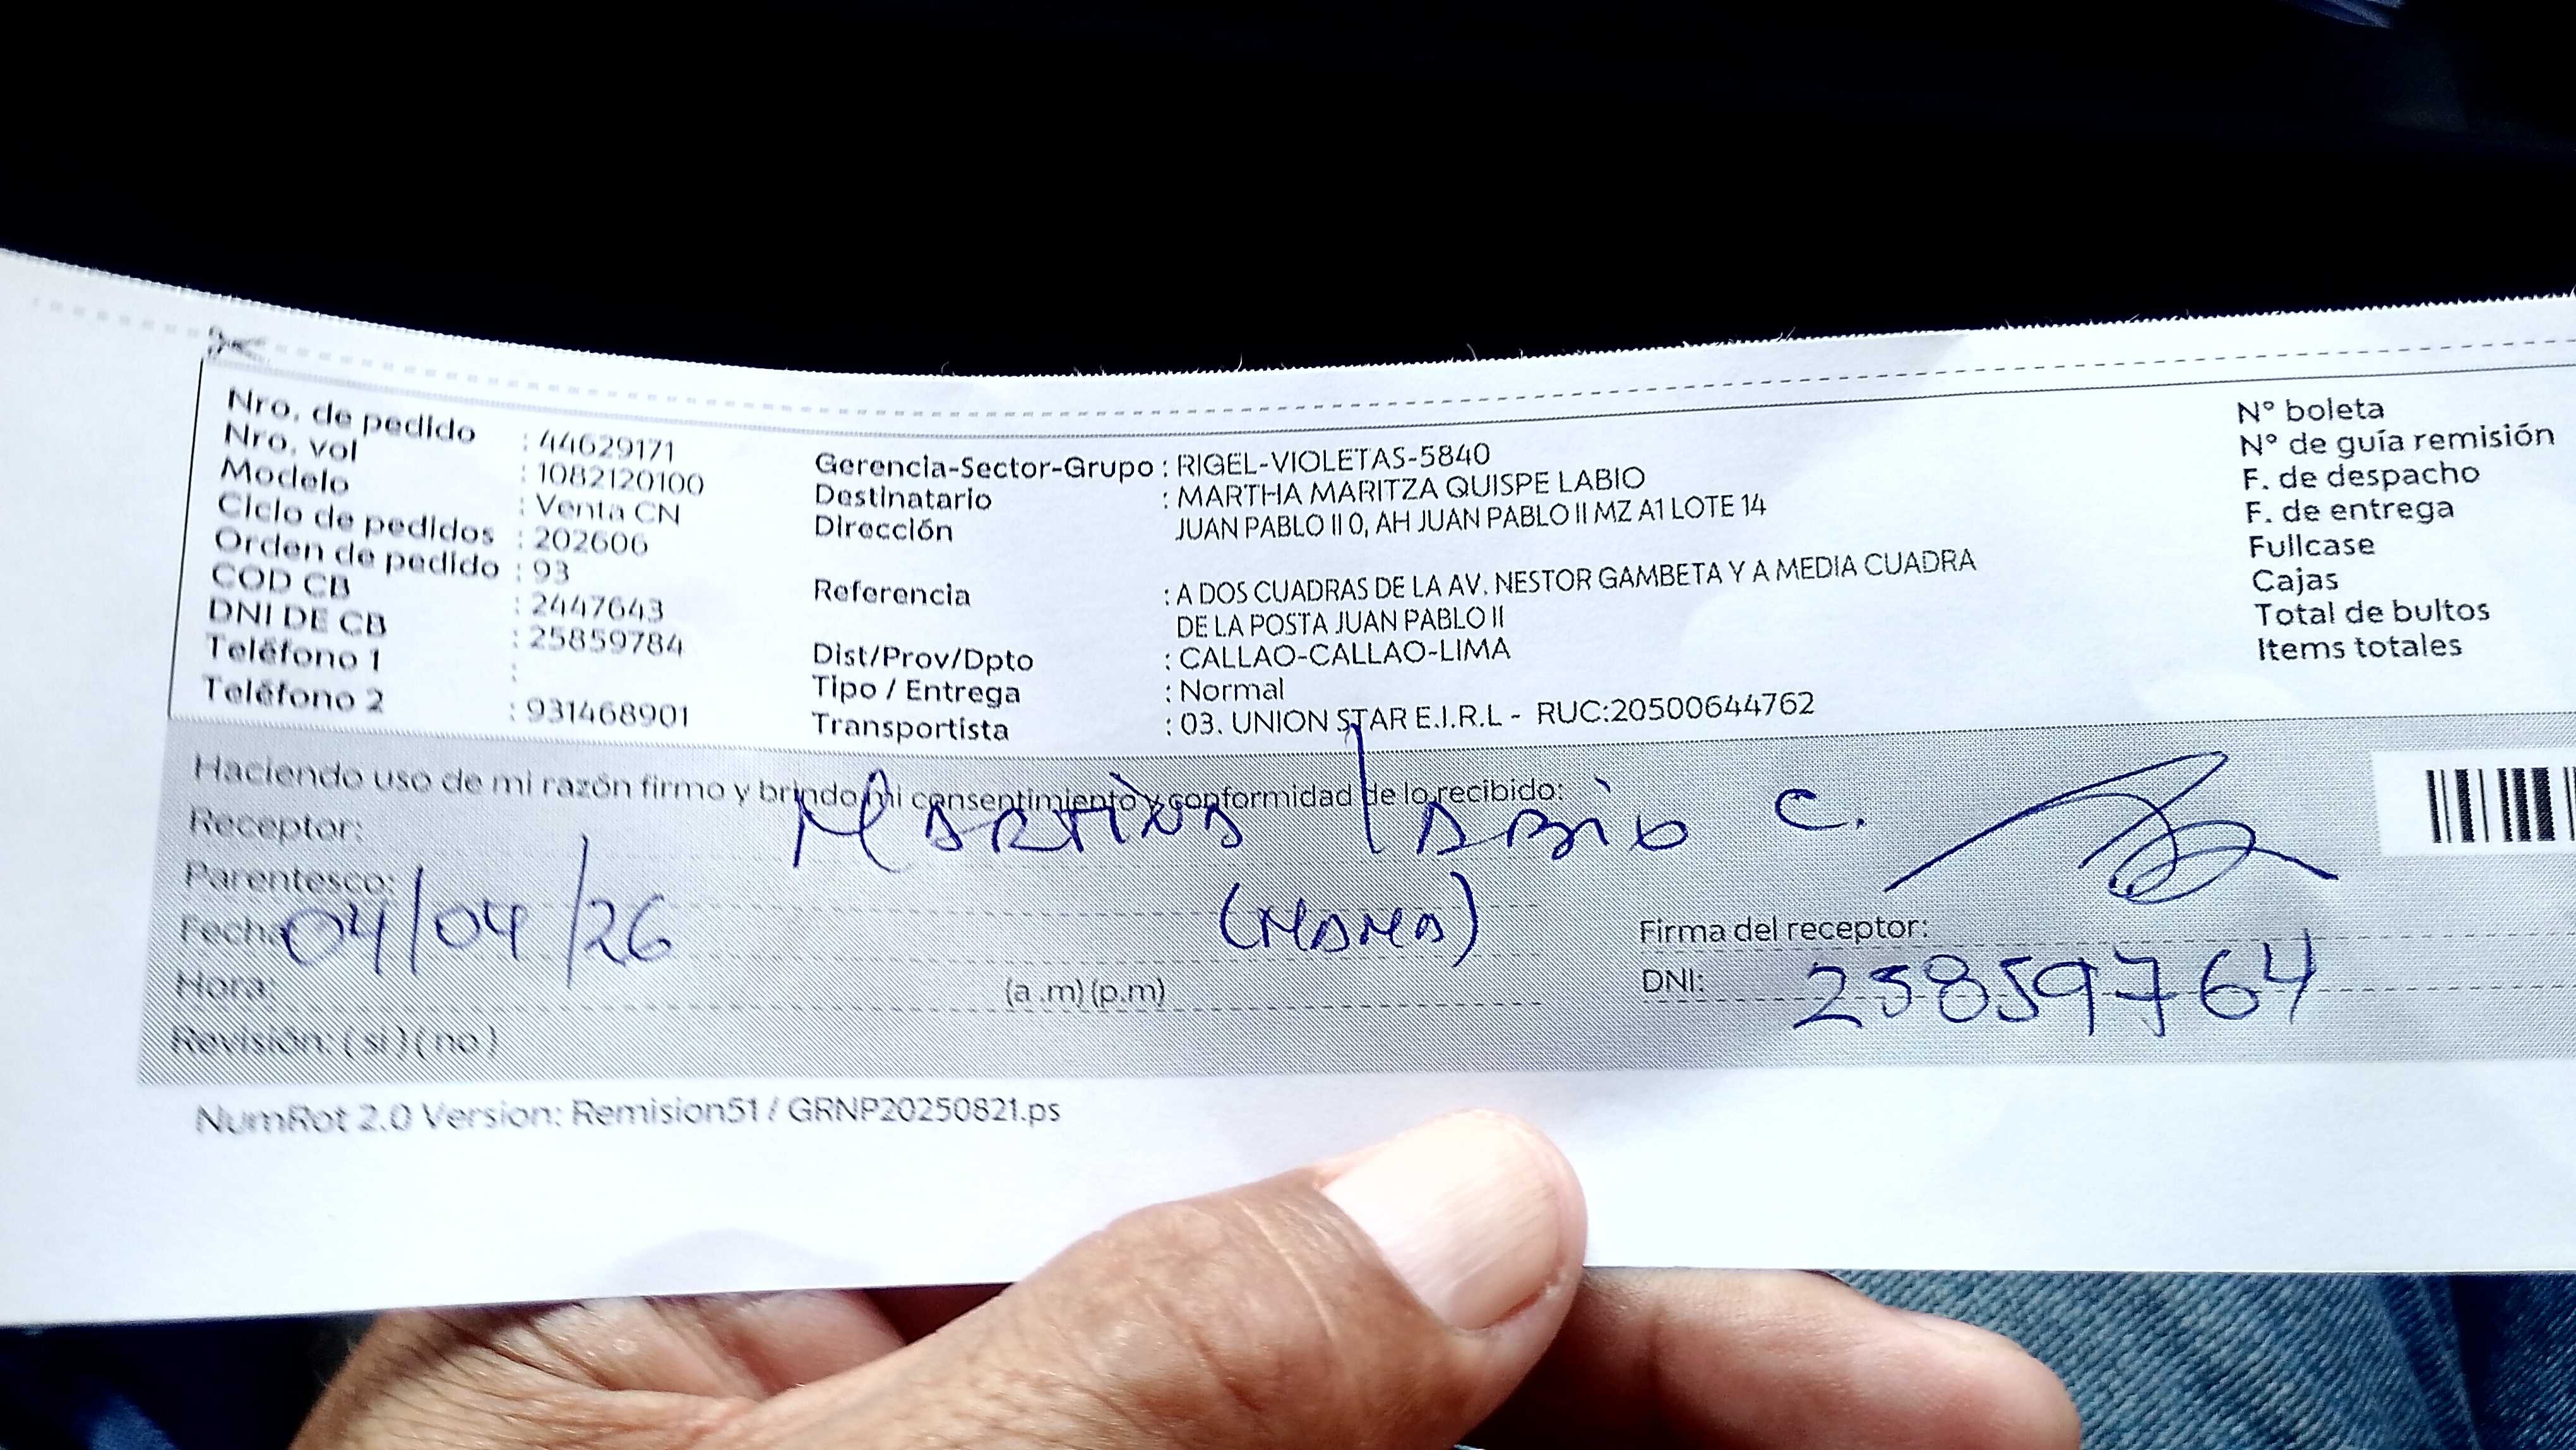 Nro. de pedido : 44629171
Nro. vol : 1082120100
Modelo : Venta CN
Ciclo de pedidos : 202606
Orden de pedido : 93
COD CB : 2447643
DNI DE CB : 25859784
Teléfono 1 :
Teléfono 2 : 931468901
Gerencia-Sector-Grupo : RIGEL-VIOLETAS-5840
Destinatario : MARTHA MARITZA QUISPE LABIO
Dirección JUAN PABLO II 0, AH JUAN PABLO II MZ A1 LOTE 14
Referencia : A DOS CUADRAS DE LA AV. NESTOR GAMBETA Y A MEDIA CUADRA
DE LA POSTA JUAN PABLO II
Dist/Prov/Dpto : CALLAO-CALLAO-LIMA
Tipo / Entrega : Normal
Transportista : 03. UNION STAR E.I.R.L - RUC:20500644762
N° boleta
N° de guía remisión
F. de despacho
F. de entrega
Fullcase
Cajas
Total de bultos
Items totales
Haciendo uso de mi razón firmo y brindo mi consentimiento y conformidad de lo recibido:
Receptor: Martina Labio C.
Parentesco: (MAMA)
Fecha 04/04/26
Firma del receptor:
Hora: (a .m) (p.m)
DNI: 25859764
Revisión: ( si ) ( no )
NumRot 2.0 Version: Remision51 / GRNP20250821.ps